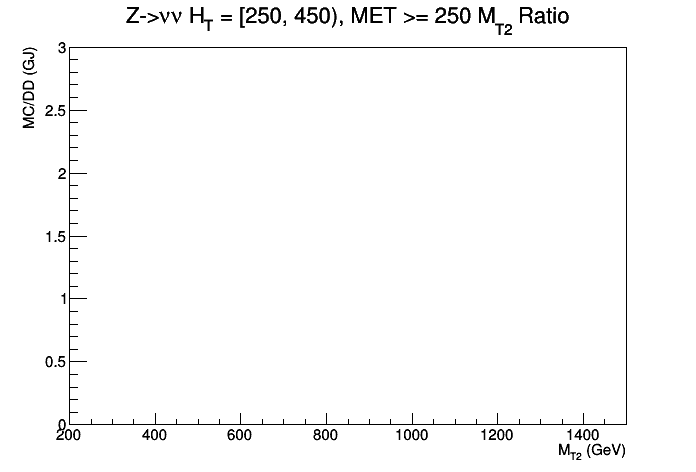 Z->νν H_T = [250, 450), MET >= 250 M_T2 Ratio
MC/DD (GJ)
3
2.5
2
1.5
1
0.5
0
200 400 600 800 1000 1200 1400
M_T2 (GeV)